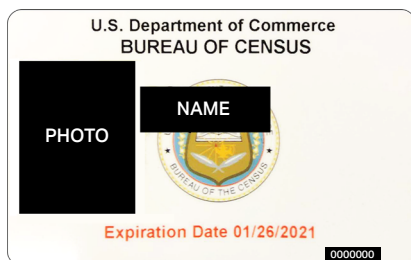 U.S. Department of Commerce
BUREAU OF CENSUS
PHOTO
NAME
BUREAU OF THE CENSUS
Expiration Date 01/26/2021
0000000